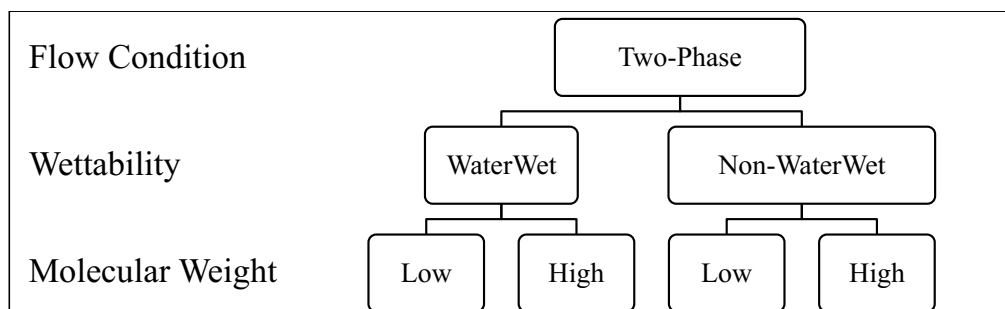 Flow Condition
Two-Phase
Wettability
WaterWet
Non-WaterWet
Molecular Weight
Low
High
Low
High